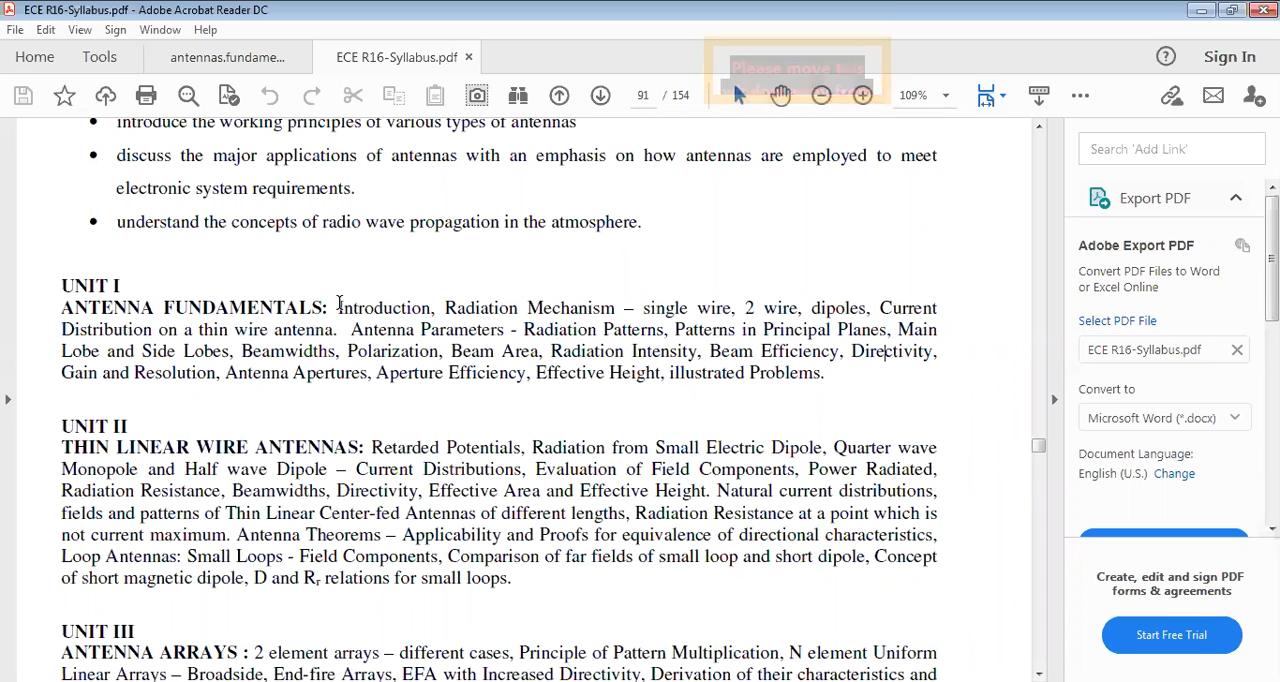 ECE R16-Syllabus.pdf - Adobe Acrobat Reader DC
File Edit View Sign Window Help
Home Tools antennas.fundame... ECE R16-Syllabus.pdf × ? Sign In
Please move this
91 / 154 109%
introduce the working principles of various types of antennas
• discuss the major applications of antennas with an emphasis on how antennas are employed to meet
electronic system requirements.
• understand the concepts of radio wave propagation in the atmosphere.
UNIT I
ANTENNA FUNDAMENTALS: Introduction, Radiation Mechanism – single wire, 2 wire, dipoles, Current
Distribution on a thin wire antenna. Antenna Parameters - Radiation Patterns, Patterns in Principal Planes, Main
Lobe and Side Lobes, Beamwidths, Polarization, Beam Area, Radiation Intensity, Beam Efficiency, Directivity,
Gain and Resolution, Antenna Apertures, Aperture Efficiency, Effective Height, illustrated Problems.
UNIT II
THIN LINEAR WIRE ANTENNAS: Retarded Potentials, Radiation from Small Electric Dipole, Quarter wave
Monopole and Half wave Dipole – Current Distributions, Evaluation of Field Components, Power Radiated,
Radiation Resistance, Beamwidths, Directivity, Effective Area and Effective Height. Natural current distributions,
fields and patterns of Thin Linear Center-fed Antennas of different lengths, Radiation Resistance at a point which is
not current maximum. Antenna Theorems – Applicability and Proofs for equivalence of directional characteristics,
Loop Antennas: Small Loops - Field Components, Comparison of far fields of small loop and short dipole, Concept
of short magnetic dipole, D and Rr relations for small loops.
UNIT III
ANTENNA ARRAYS : 2 element arrays – different cases, Principle of Pattern Multiplication, N element Uniform
Linear Arrays – Broadside, End-fire Arrays, EFA with Increased Directivity, Derivation of their characteristics and
Search 'Add Link'
Export PDF
Adobe Export PDF
Convert PDF Files to Word
or Excel Online
Select PDF File
ECE R16-Syllabus.pdf
Convert to
Microsoft Word (*.docx)
Document Language:
English (U.S.) Change
Create, edit and sign PDF
forms & agreements
Start Free Trial